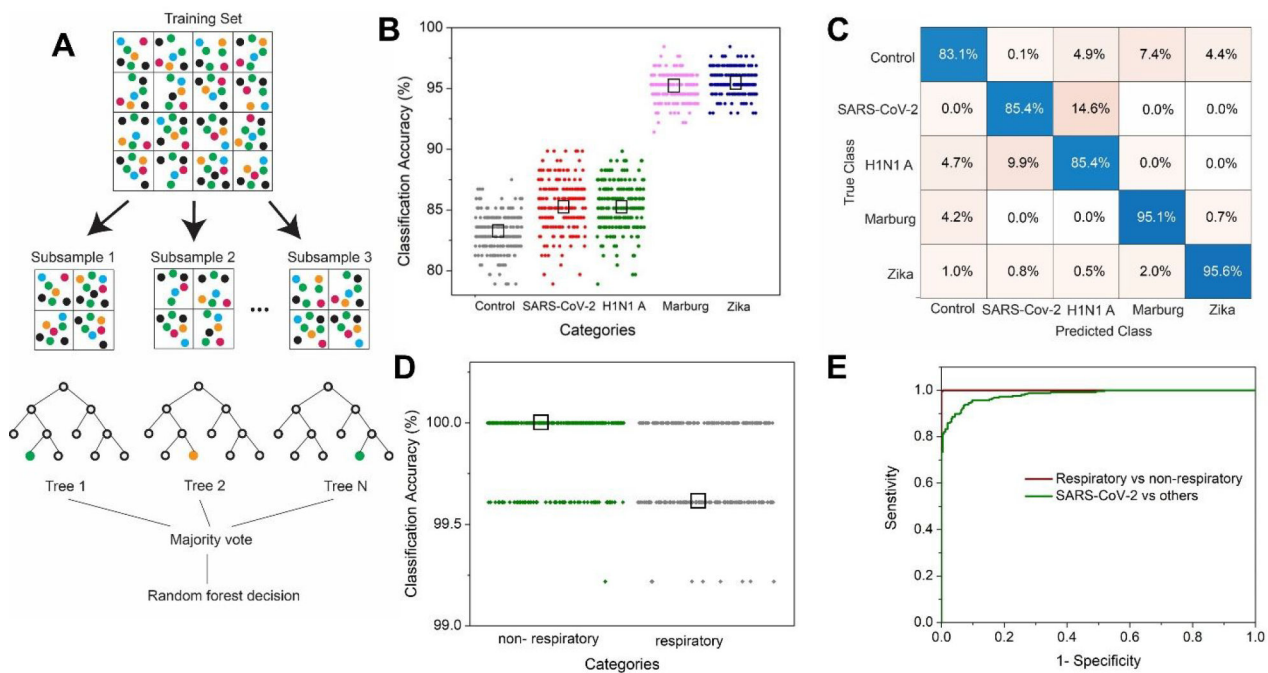 A
Training Set
Subsample 1
Subsample 2
Subsample 3
...
Tree 1
Tree 2
Tree N
Majority vote
Random forest decision
B
Classification Accuracy (%)
100
95
90
85
80
Control
SARS-CoV-2
H1N1 A
Marburg
Zika
Categories
C
True Class
Control 83.1% 0.1% 4.9% 7.4% 4.4%
SARS-CoV-2 0.0% 85.4% 14.6% 0.0% 0.0%
H1N1 A 4.7% 9.9% 85.4% 0.0% 0.0%
Marburg 4.2% 0.0% 0.0% 95.1% 0.7%
Zika 1.0% 0.8% 0.5% 2.0% 95.6%
Control SARS-Cov-2 H1N1 A Marburg Zika
Predicted Class
D
Classification Accuracy (%)
100.0
99.5
99.0
non- respiratory
respiratory
Categories
E
Senstivity
1.0
0.8
0.6
0.4
0.2
0.0
Respiratory vs non-respiratory
SARS-CoV-2 vs others
0.0 0.2 0.4 0.6 0.8 1.0
1- Specificity